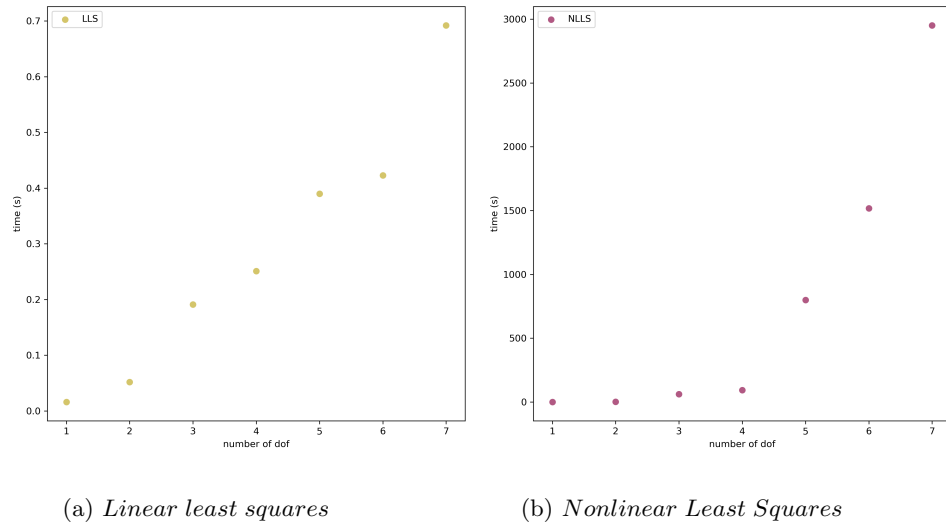 LLS
0.7
0.6
0.5
0.4
0.3
0.2
0.1
0.0
time (s)
1 2 3 4 5 6 7
number of dof
NLLS
3000
2500
2000
1500
1000
500
0
time (s)
1 2 3 4 5 6 7
number of dof
(a) Linear least squares
(b) Nonlinear Least Squares